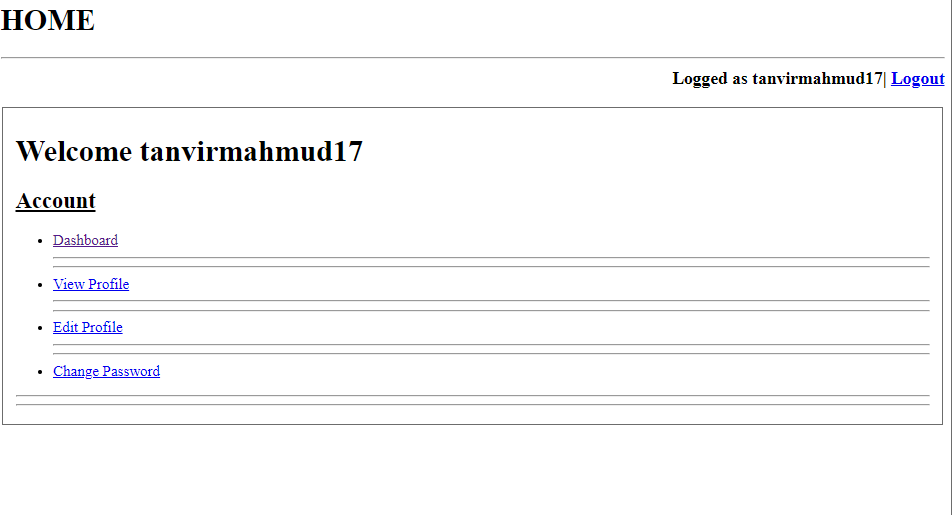 HOME
Logged as tanvirmahmud17| Logout
Welcome tanvirmahmud17
Account
Dashboard
View Profile
Edit Profile
Change Password